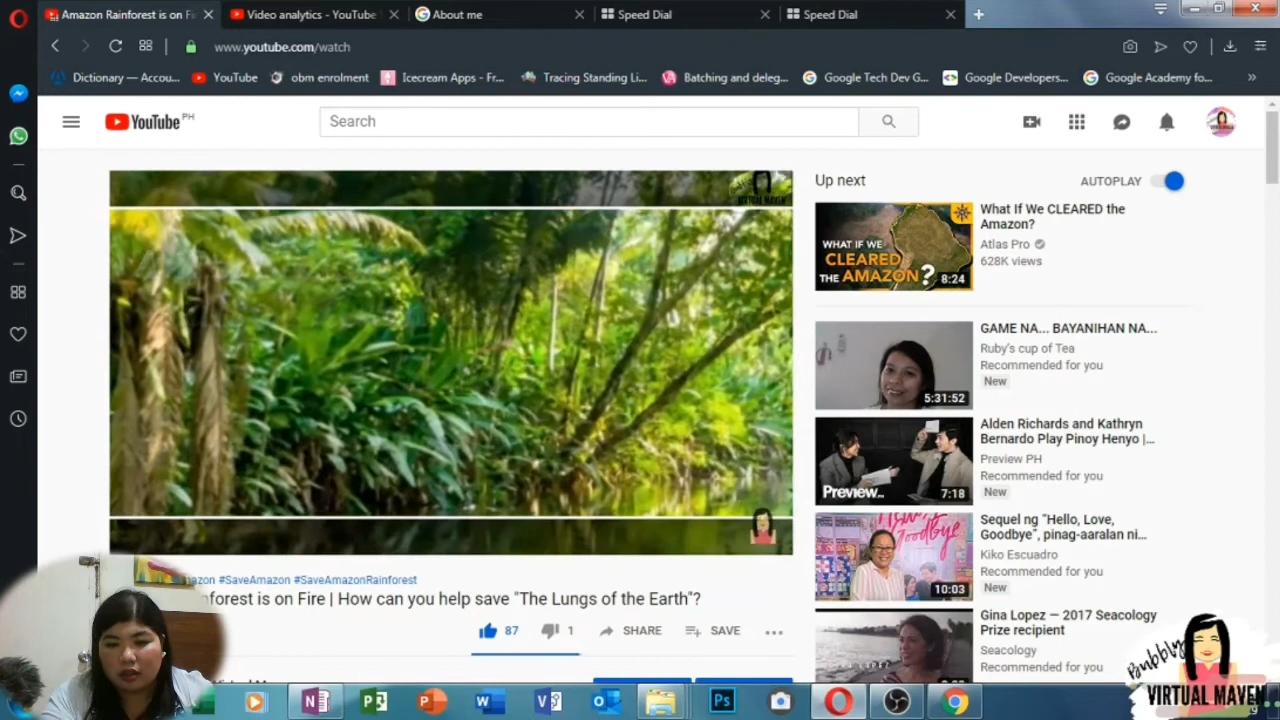 Amazon Rainforest is on Fi
Video analytics - YouTube
About me
Speed Dial
Speed Dial
www.youtube.com/watch
Dictionary — Accou...
YouTube
obm enrolment
Icecream Apps - Fr...
Tracing Standing Li...
Batching and deleg...
Google Tech Dev G...
Google Developers...
Google Academy fo...
»
YouTube PH
Search
Up next
AUTOPLAY
WHAT IF WE
CLEARED
THE AMAZON?
8:24
What If We CLEARED the
Amazon?
Atlas Pro
628K views
5:31:52
GAME NA... BAYANIHAN NA...
Ruby's cup of Tea
Recommended for you
New
Preview...
7:18
Alden Richards and Kathryn
Bernardo Play Pinoy Henyo |...
Preview PH
Recommended for you
New
Goodbye
10:03
Sequel ng "Hello, Love,
Goodbye", pinag-aaralan ni...
Kiko Escuadro
Recommended for you
New
Gina Lopez — 2017 Seacology
Prize recipient
Seacology
Recommended for you
VIRTUAL MAVEN
azon #SaveAmazon #SaveAmazonRainforest
nforest is on Fire | How can you help save "The Lungs of the Earth"?
87
1
SHARE
SAVE
Bubbly
VIRTUAL MAVEN
Ps